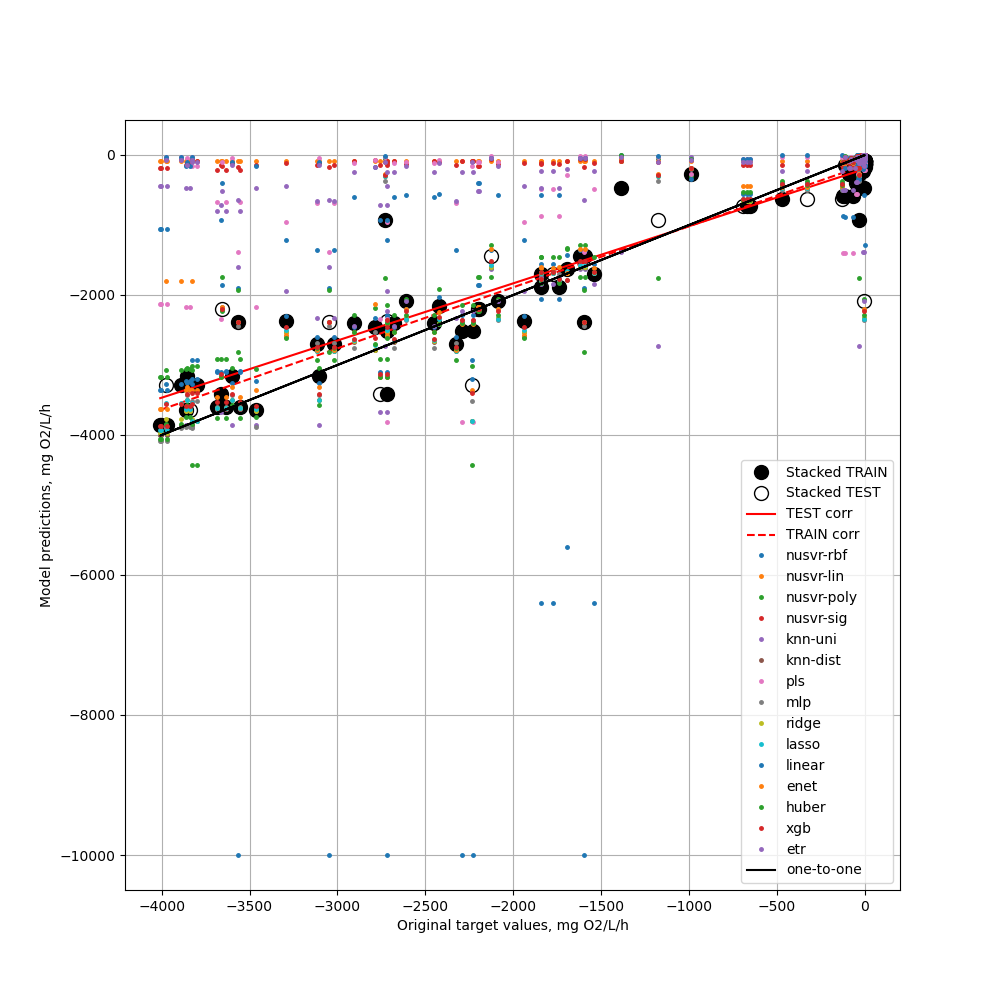 0
−2000
−4000
−6000
−8000
−10000
Model predictions, mg O2/L/h
−4000 −3500 −3000 −2500 −2000 −1500 −1000 −500 0
Original target values, mg O2/L/h
Stacked TRAIN
Stacked TEST
TEST corr
TRAIN corr
nusvr-rbf
nusvr-lin
nusvr-poly
nusvr-sig
knn-uni
knn-dist
pls
mlp
ridge
lasso
linear
enet
huber
xgb
etr
one-to-one